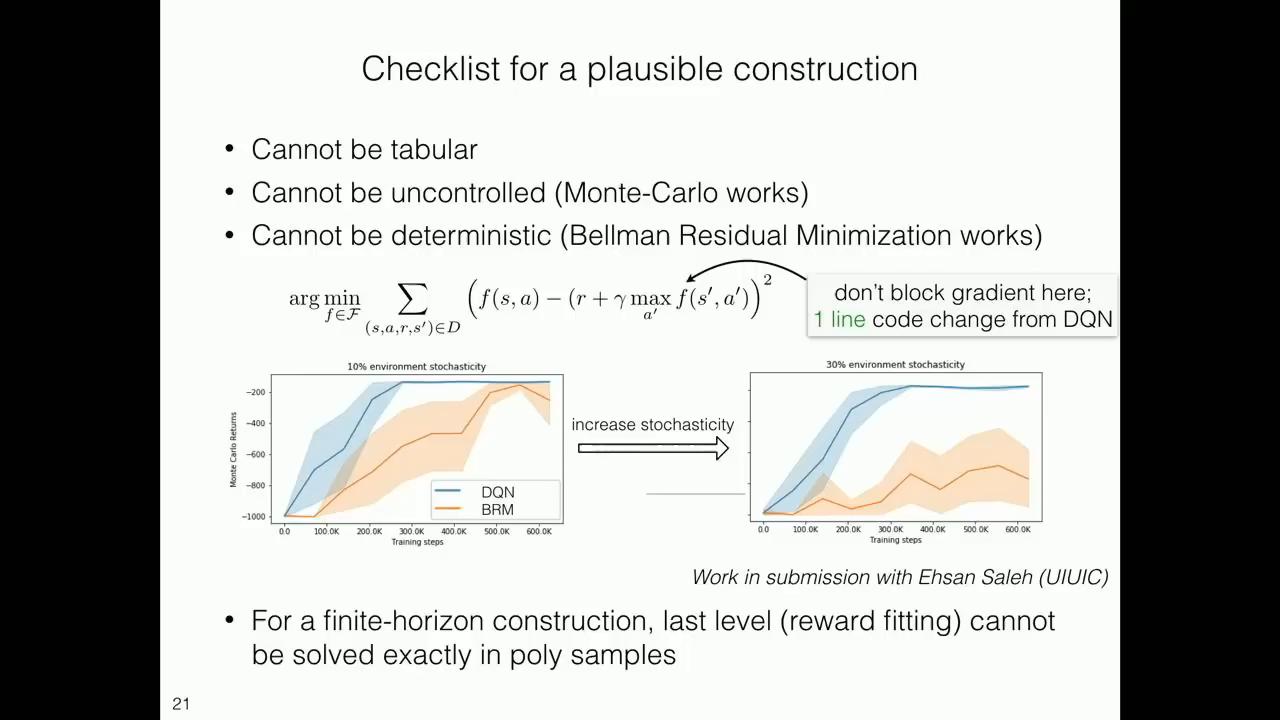 Checklist for a plausible construction
• Cannot be tabular
• Cannot be uncontrolled (Monte-Carlo works)
• Cannot be deterministic (Bellman Residual Minimization works)
arg min_{f∈F} ∑_{(s,a,r,s')∈D} (f(s, a) − (r + γ max_{a'} f(s', a')))^2
don't block gradient here;
1 line code change from DQN
10% environment stochasticity
Monte Carlo Returns
−200
−400
−600
−800
−1000
DQN
BRM
0.0 100.0K 200.0K 300.0K 400.0K 500.0K 600.0K
Training steps
increase stochasticity
30% environment stochasticity
0.0 100.0K 200.0K 300.0K 400.0K 500.0K 600.0K
Training steps
Work in submission with Ehsan Saleh (UIUIC)
• For a finite-horizon construction, last level (reward fitting) cannot
be solved exactly in poly samples
21